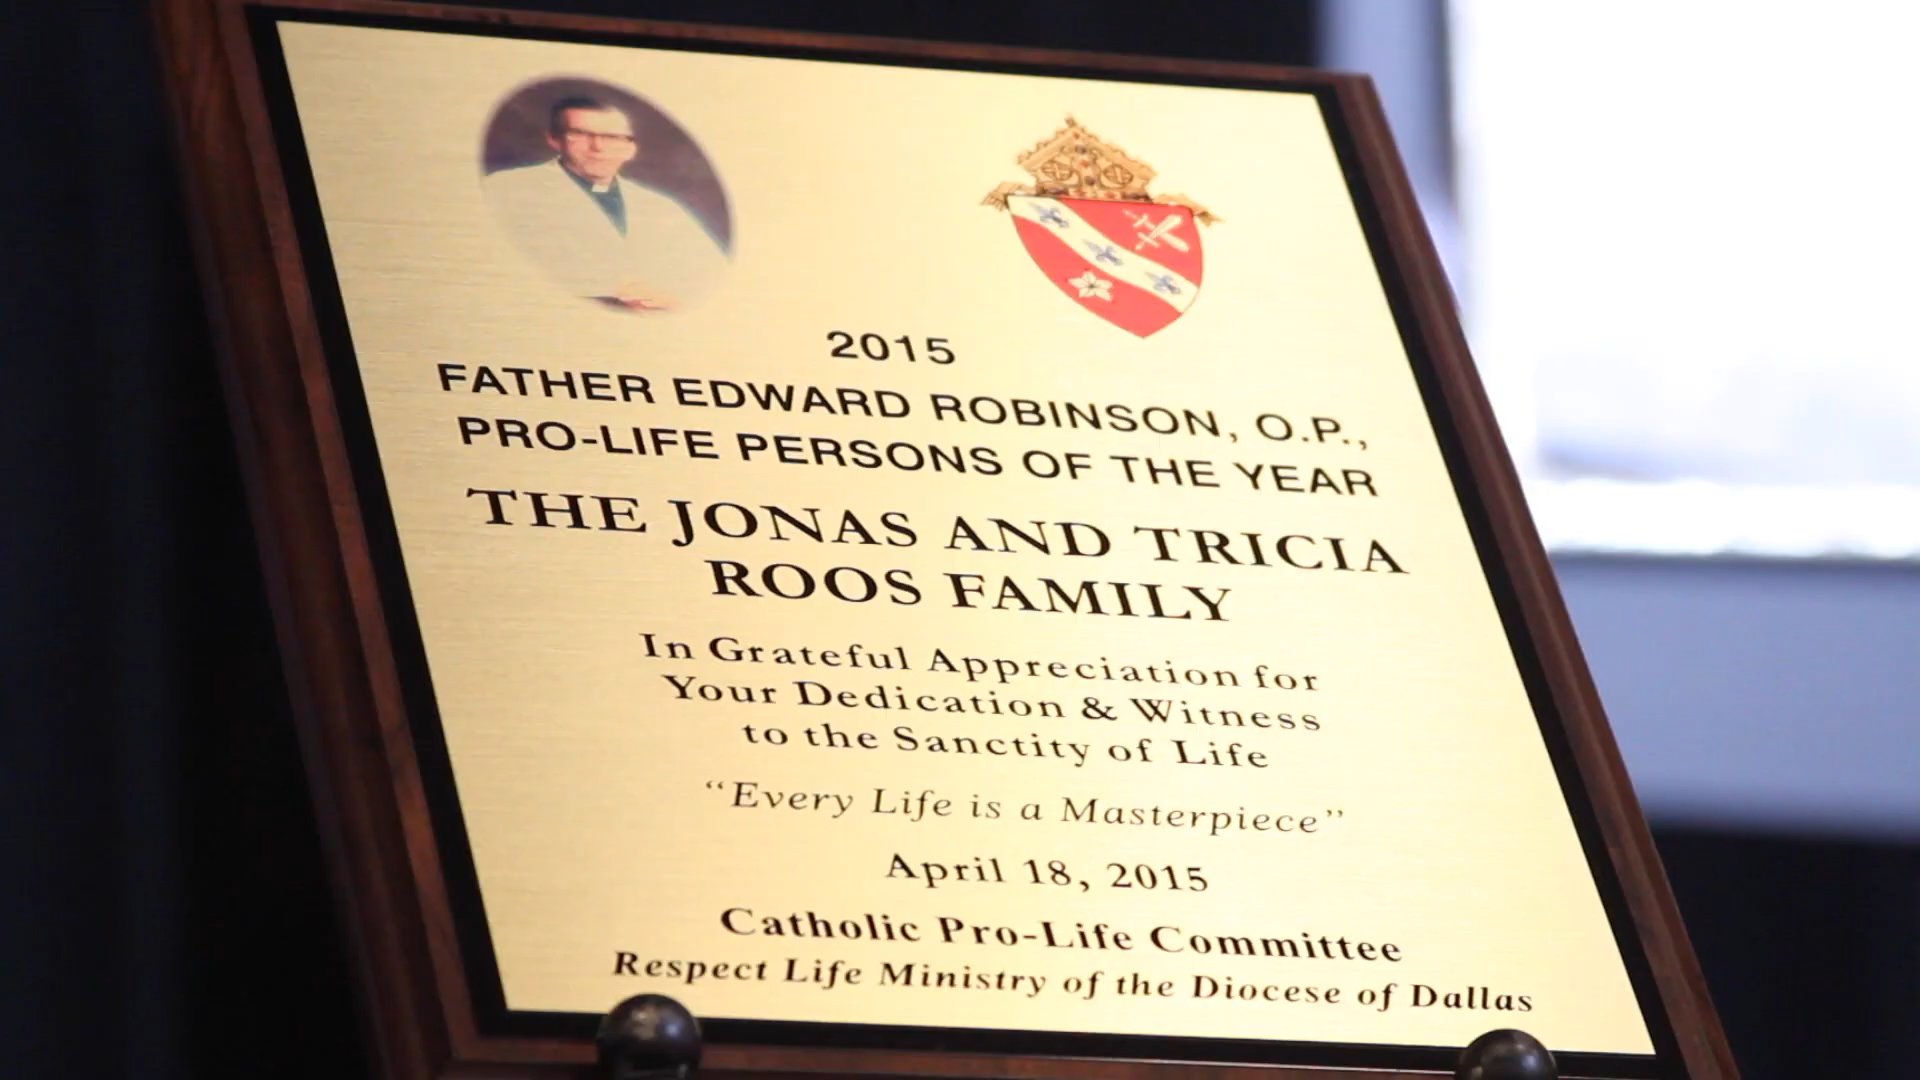 2015
FATHER EDWARD ROBINSON, O.P.,
PRO-LIFE PERSONS OF THE YEAR
THE JONAS AND TRICIA
ROOS FAMILY
In Grateful Appreciation for
Your Dedication & Witness
to the Sanctity of Life
“Every Life is a Masterpiece”
April 18, 2015
Catholic Pro-Life Committee
Respect Life Ministry of the Diocese of Dallas